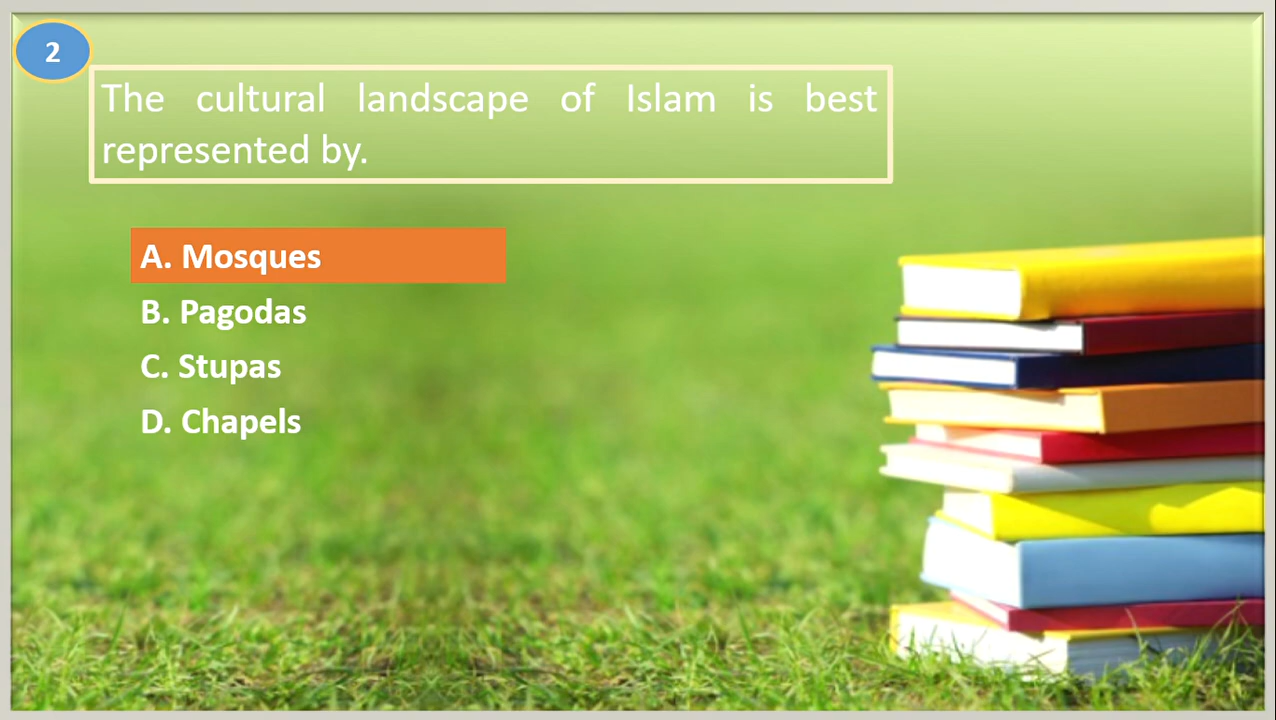 2
The cultural landscape of Islam is best
represented by.
A. Mosques
B. Pagodas
C. Stupas
D. Chapels